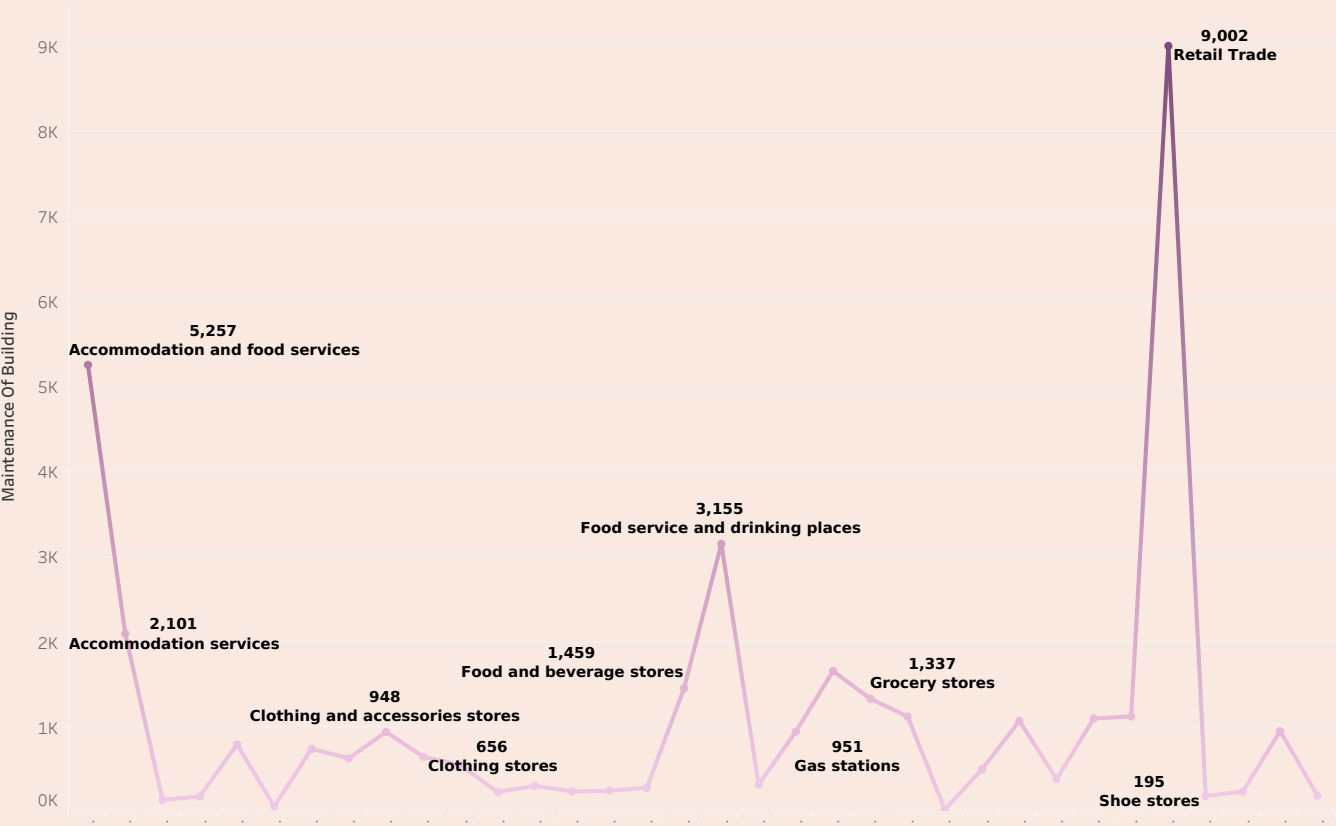 9,002
Retail Trade
9K
8K
7K
6K
5,257
Accommodation and food services
5K
4K
Maintenance Of Building
3,155
Food service and drinking places
3K
2,101
Accommodation services
2K
1,459
Food and beverage stores
1,337
Grocery stores
948
Clothing and accessories stores
1K
656
Clothing stores
951
Gas stations
195
Shoe stores
0K